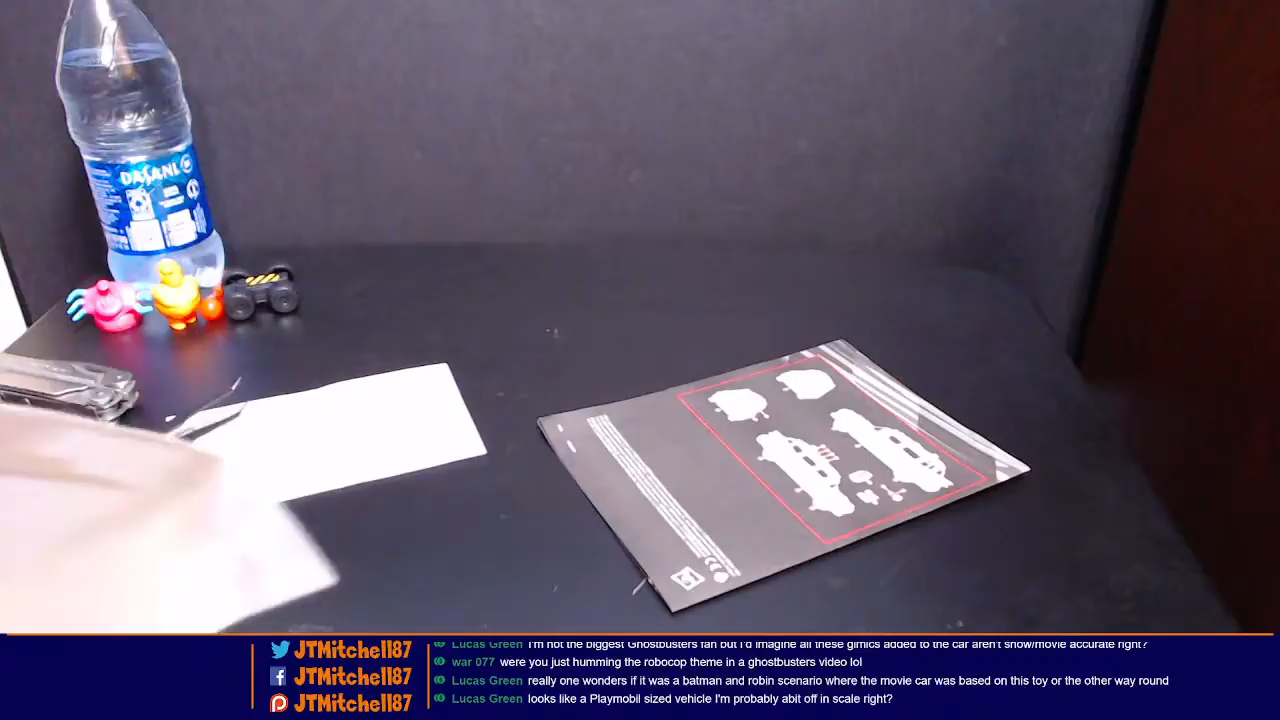 DASANI
JTMitchell87
JTMitchell87
JTMitchell87
Lucas Green I'm not the biggest Ghostbusters fan but I'd imagine all these gimics added to the car aren't show/movie accurate right?
war 077 were you just humming the robocop theme in a ghostbusters video lol
Lucas Green really one wonders if it was a batman and robin scenario where the movie car was based on this toy or the other way round
Lucas Green looks like a Playmobil sized vehicle I'm probably abit off in scale right?